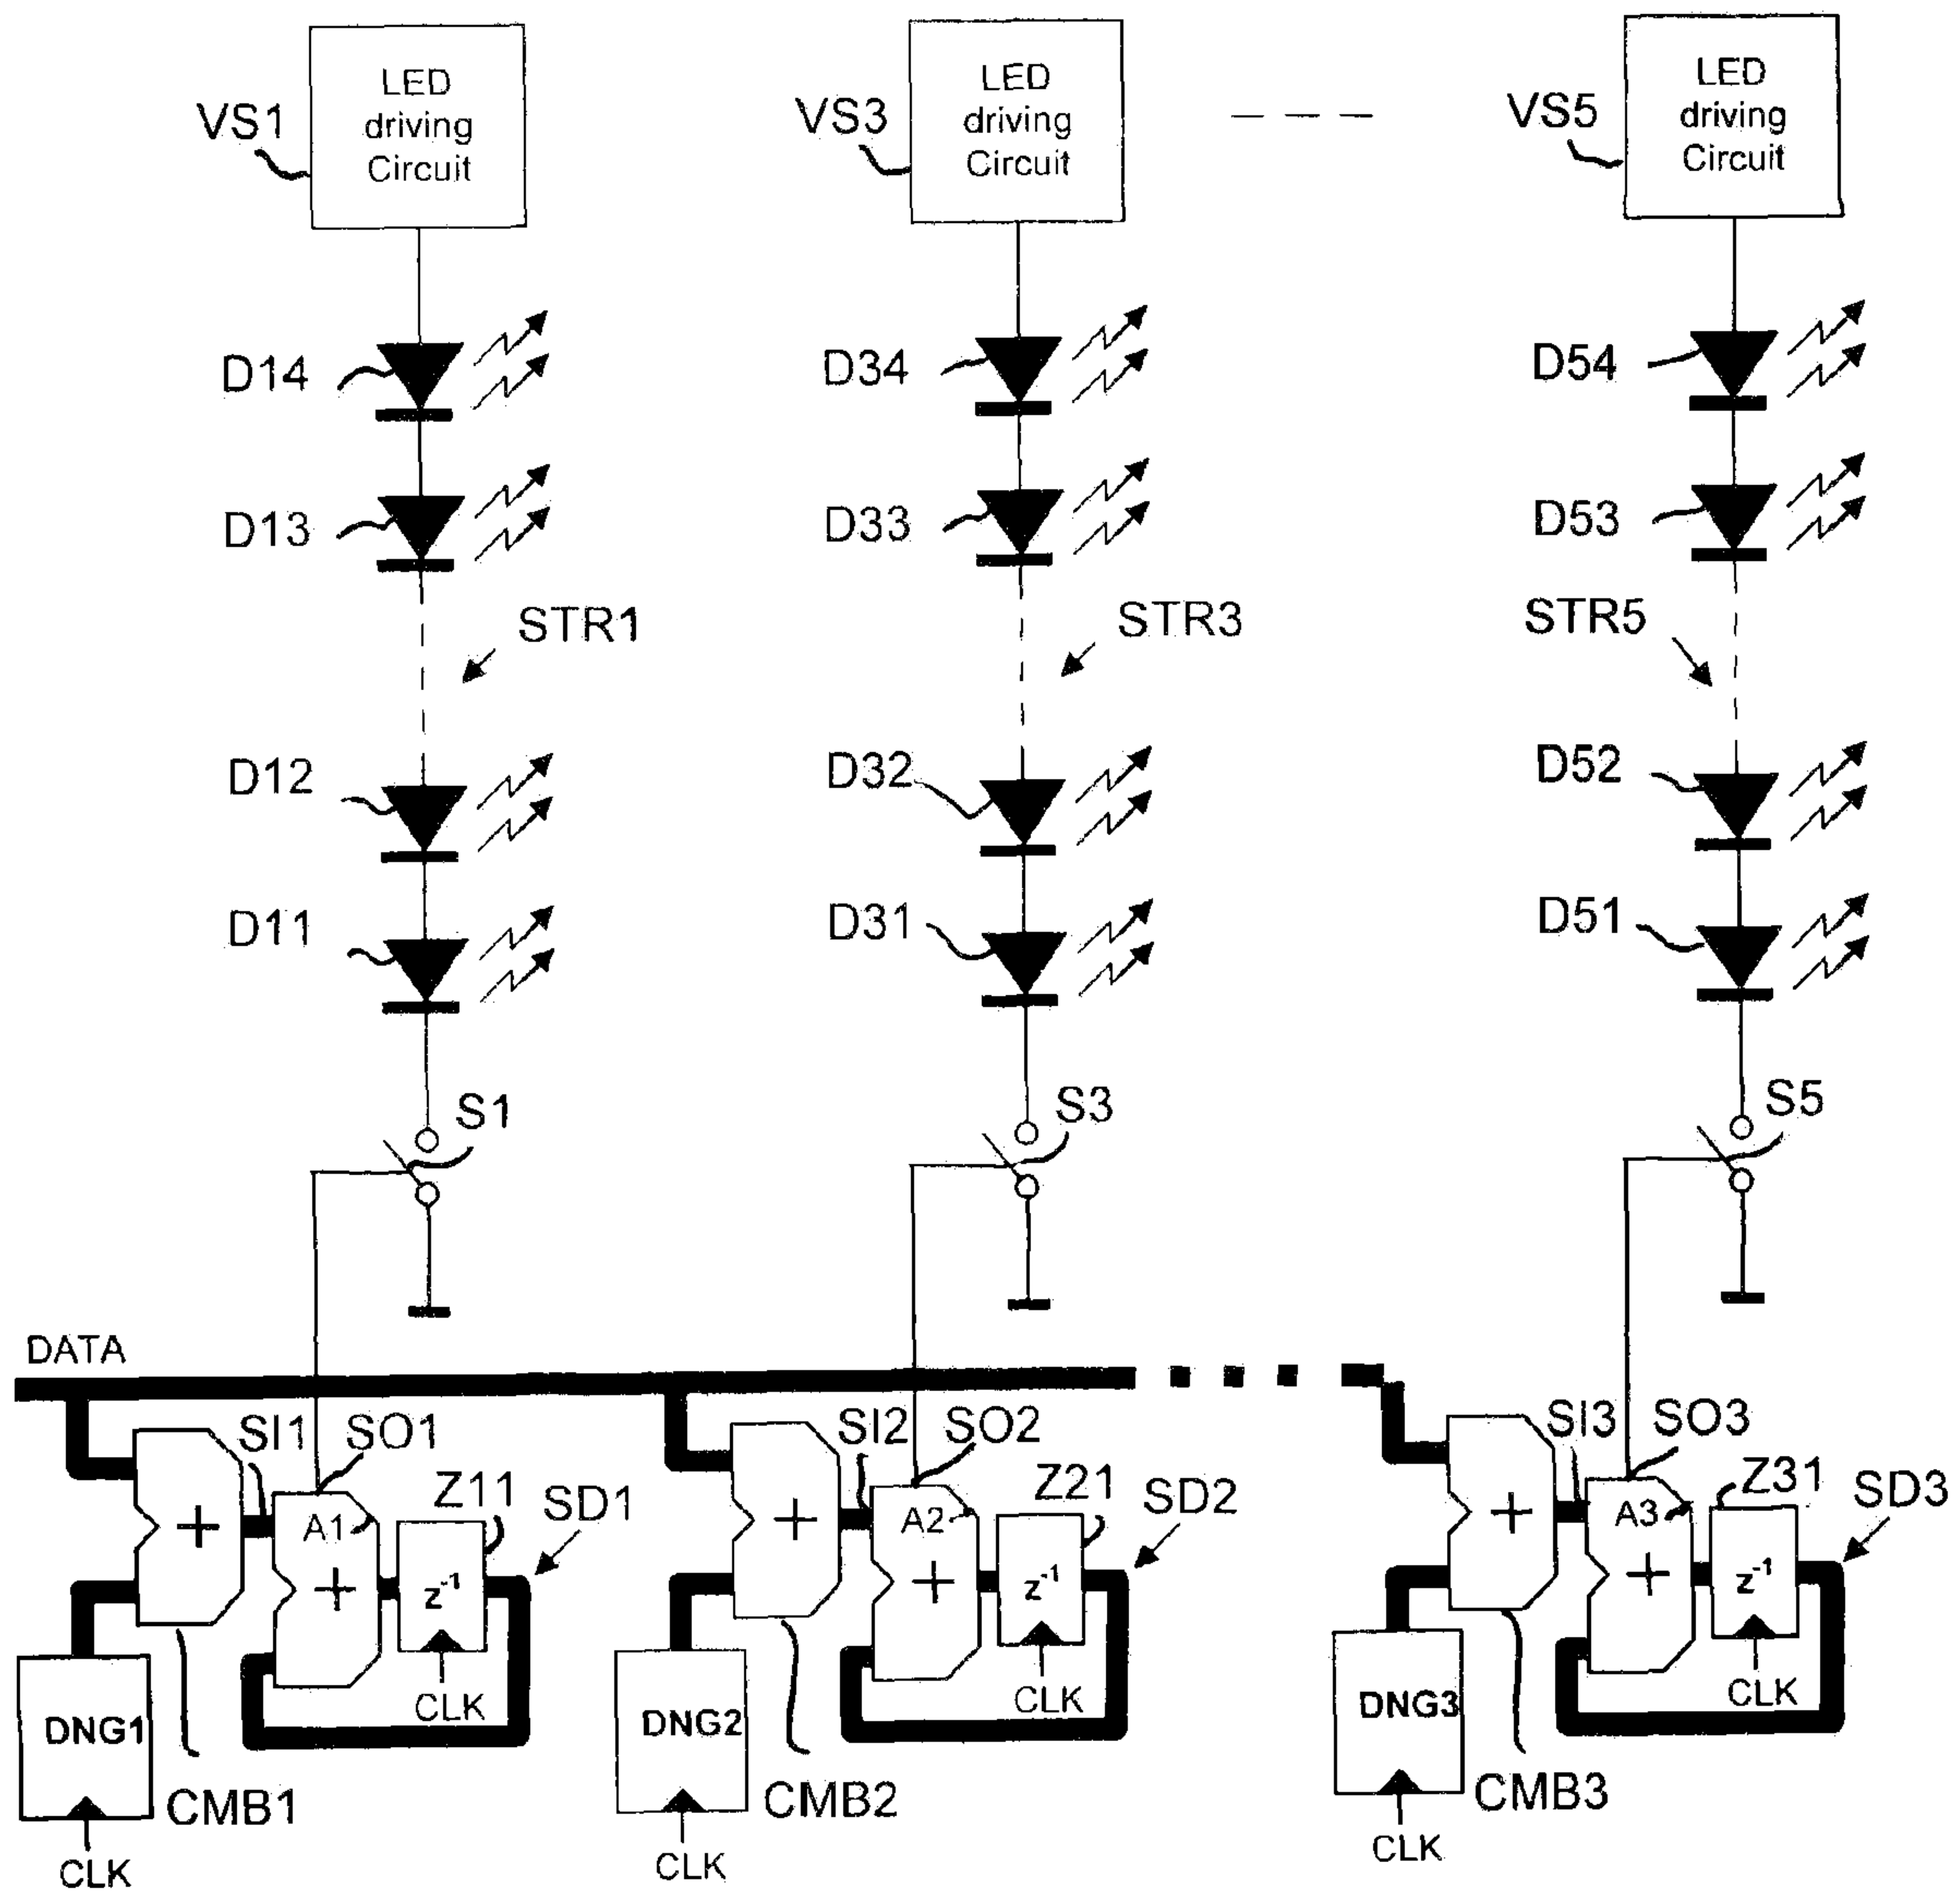 LED
driving
Circuit
VS1
LED
driving
Circuit
VS3
LED
driving
Circuit
VS5
D14
D34
D54
D13
D33
D53
STR1
STR3
STR5
D12
D32
D52
D11
D31
D51
S1
S3
S5
DATA
SI1
SO1
SI2
SO2
SI3
SO3
A1
Z11
SD1
A2
Z21
SD2
A3
Z31
SD3
+
+
z⁻¹
+
+
z⁻¹
+
+
z⁻¹
CLK
CLK
CLK
DNG1
DNG2
DNG3
CMB1
CMB2
CMB3
CLK
CLK
CLK